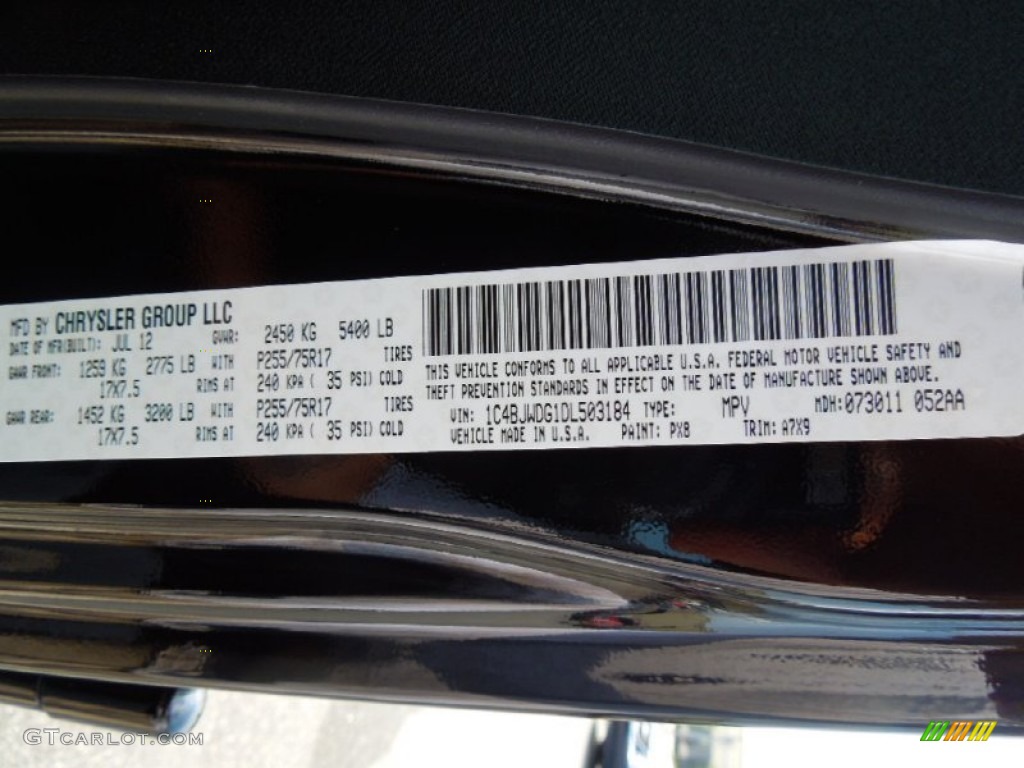 MFD BY CHRYSLER GROUP LLC
DATE OF MFR(BUILT): JUL 12 GVWR: 2450 KG 5400 LB
GAWR FRONT: 1259 KG 2775 LB WITH P255/75R17 TIRES
17X7.5 RIMS AT 240 KPA ( 35 PSI) COLD
GAWR REAR: 1452 KG 3200 LB WITH P255/75R17 TIRES
17X7.5 RIMS AT 240 KPA ( 35 PSI) COLD
THIS VEHICLE CONFORMS TO ALL APPLICABLE U.S.A. FEDERAL MOTOR VEHICLE SAFETY AND
THEFT PREVENTION STANDARDS IN EFFECT ON THE DATE OF MANUFACTURE SHOWN ABOVE.
VIN: 1C4BJWDG1DL503184 TYPE: MPV MDH:073011 052AA
VEHICLE MADE IN U.S.A. PAINT: PX8 TRIM: A7X9
GTCARLOT.COM